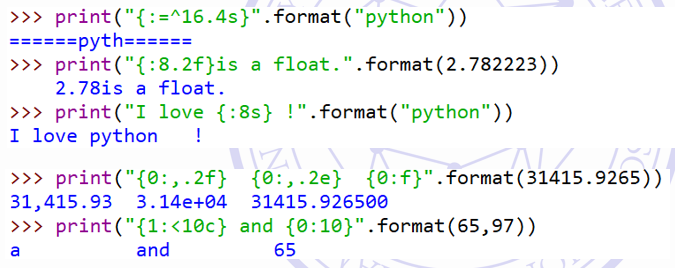 >>> print("{:=^16.4s}".format("python"))
======pyth======
>>> print("{:8.2f}is a float.".format(2.782223))
    2.78is a float.
>>> print("I love {:8s} !".format("python"))
I love python   !
>>> print("{0:,.2f}  {0:,.2e}  {0:f}".format(31415.9265))
31,415.93  3.14e+04  31415.926500
>>> print("{1:<10c} and {0:10}".format(65,97))
a          and         65